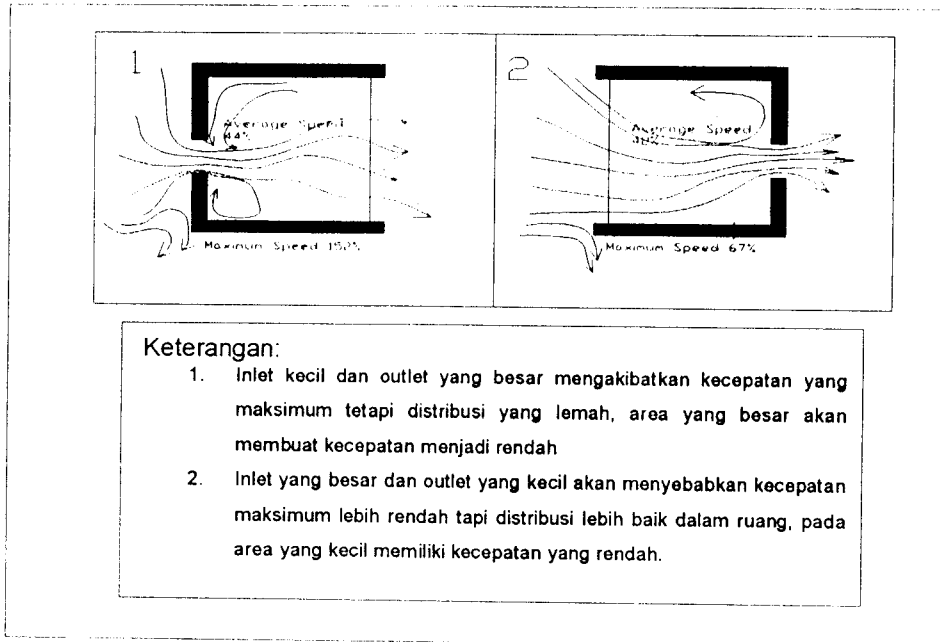 1
Average Speed
44%
Maximum Speed 152%
2
Average Speed
Maximum Speed 67%
Keterangan:
1. Inlet kecil dan outlet yang besar mengakibatkan kecepatan yang
maksimum tetapi distribusi yang lemah, area yang besar akan
membuat kecepatan menjadi rendah
2. Inlet yang besar dan outlet yang kecil akan menyebabkan kecepatan
maksimum lebih rendah tapi distribusi lebih baik dalam ruang, pada
area yang kecil memiliki kecepatan yang rendah.